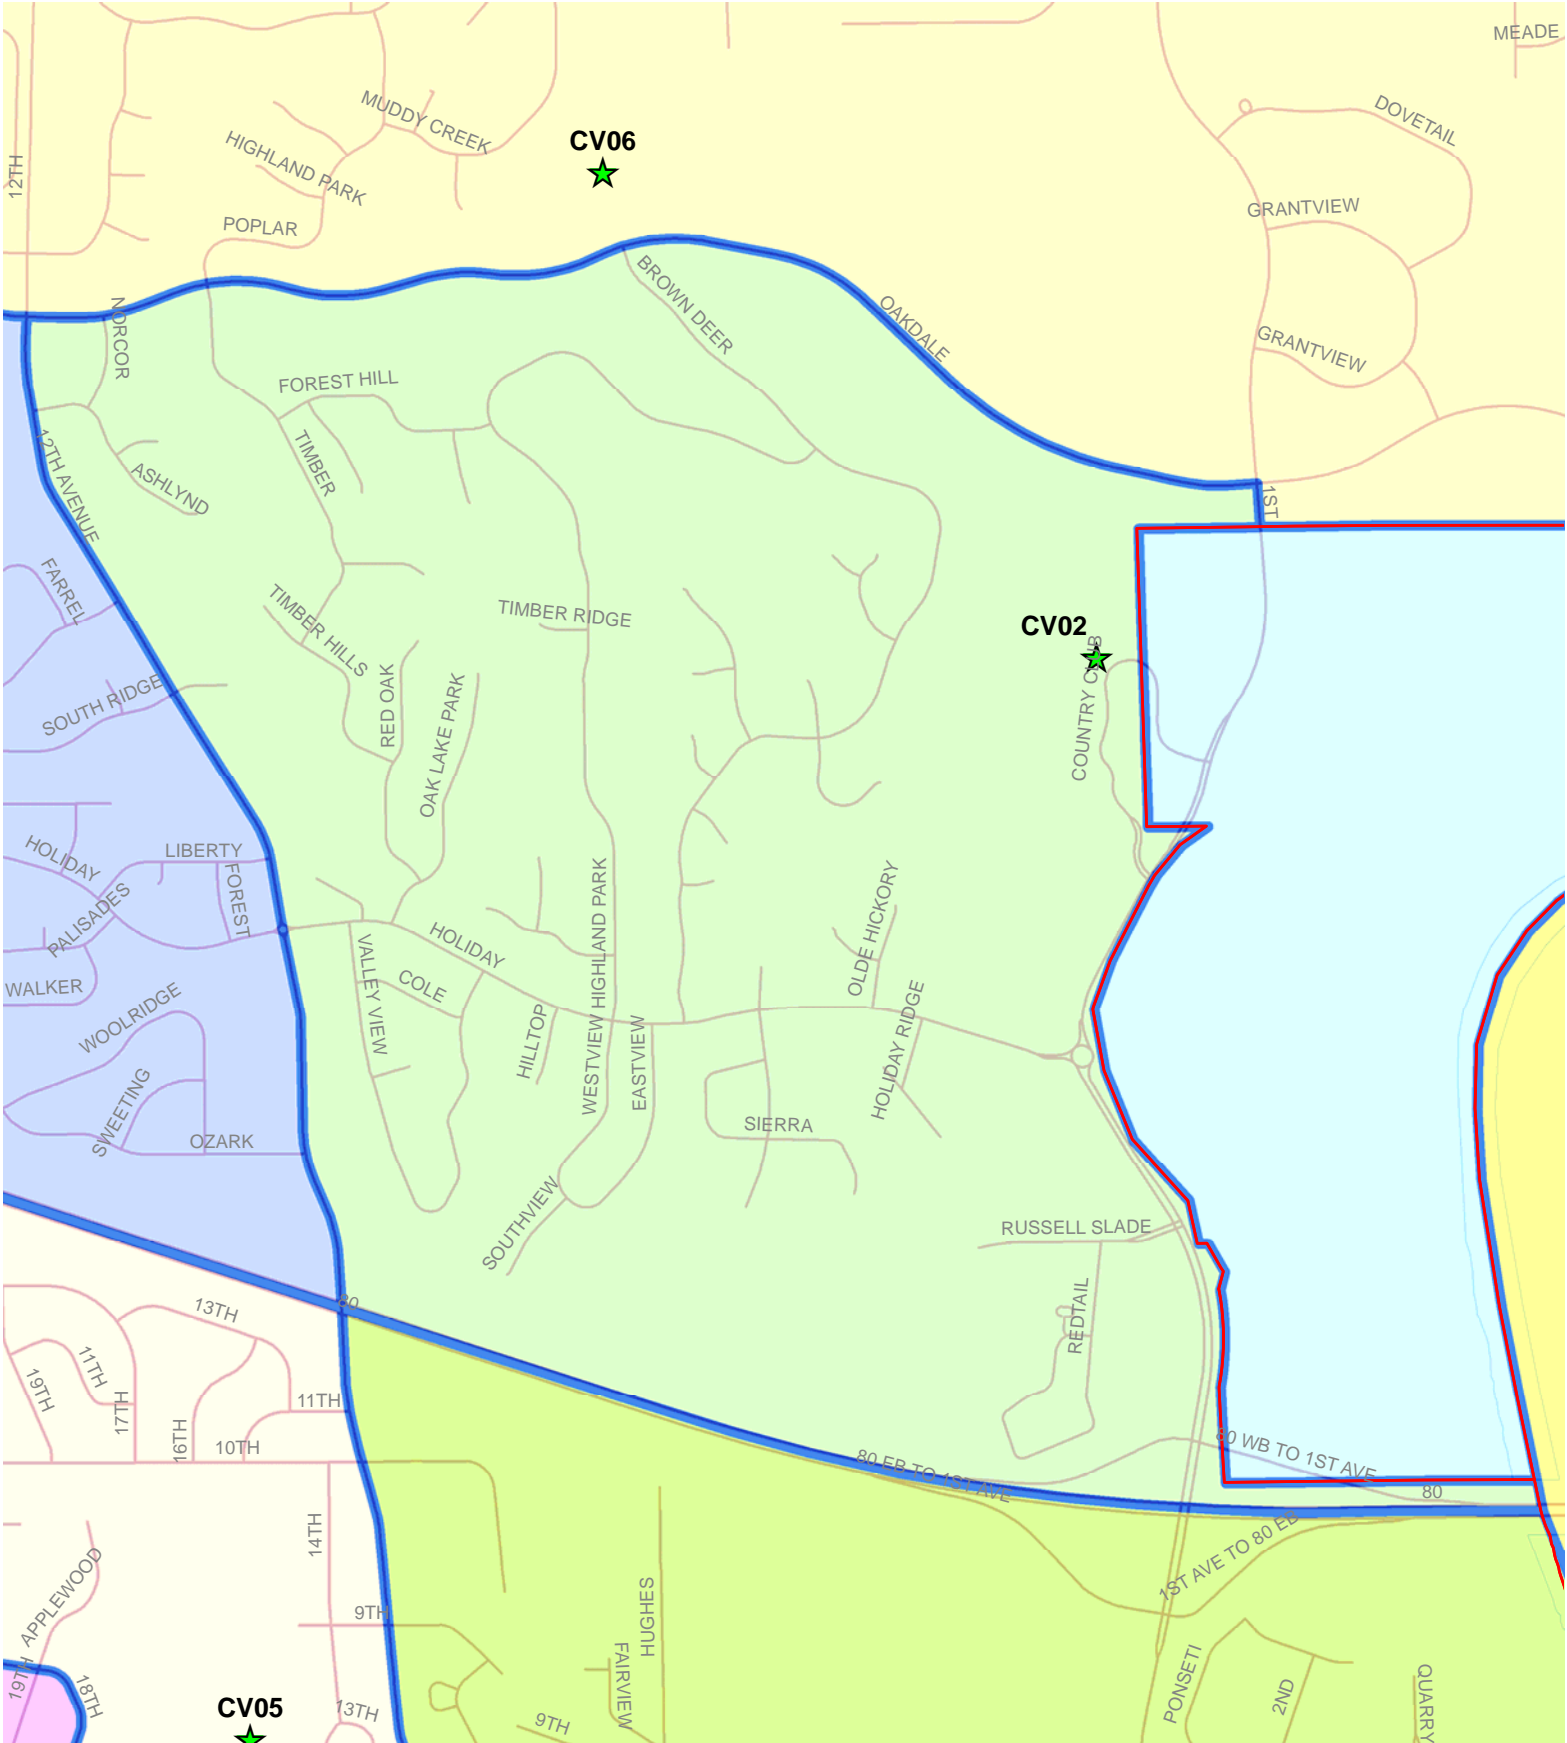 MEADE
DOVETAIL
MUDDY CREEK
CV06
HIGHLAND PARK
12TH
GRANTVIEW
POPLAR
BROWN DEER
OAKDALE
NORCOR
GRANTVIEW
FOREST HILL
TIMBER
12TH AVENUE
ASHLYND
1ST
FARREL
TIMBER HILLS
TIMBER RIDGE
CV02
COUNTRY CLUB
SOUTH RIDGE
RED OAK
OAK LAKE PARK
HOLIDAY
LIBERTY
FOREST
PALISADES
WESTVIEW HIGHLAND PARK
OLDE HICKORY
HOLIDAY
VALLEY VIEW
COLE
WALKER
WOOLRIDGE
HILLTOP
EASTVIEW
HOLIDAY RIDGE
SWEETING
SIERRA
OZARK
SOUTHVIEW
RUSSELL SLADE
REDTAIL
80
13TH
11TH
19TH
17TH
11TH
16TH
10TH
80 EB TO 1ST AVE
80 WB TO 1ST AVE
80
14TH
1ST AVE TO 80 EB
APPLEWOOD
9TH
HUGHES
FAIRVIEW
PONSETI
2ND
QUARRY
19TH
18TH
CV05
13TH
9TH